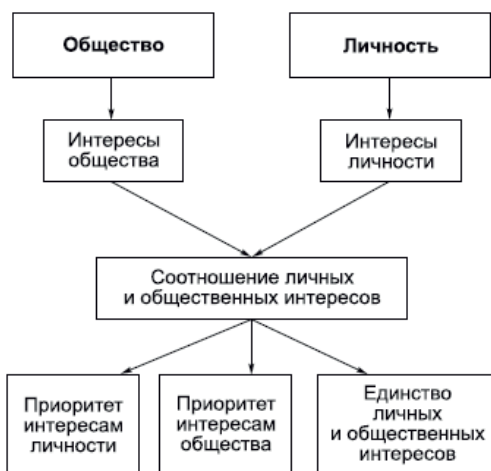 Общество
Личность
Интересы
общества
Интересы
личности
Соотношение личных
и общественных интересов
Приоритет
интересам
личности
Приоритет
интересам
общества
Единство
личных
и общественных
интересов